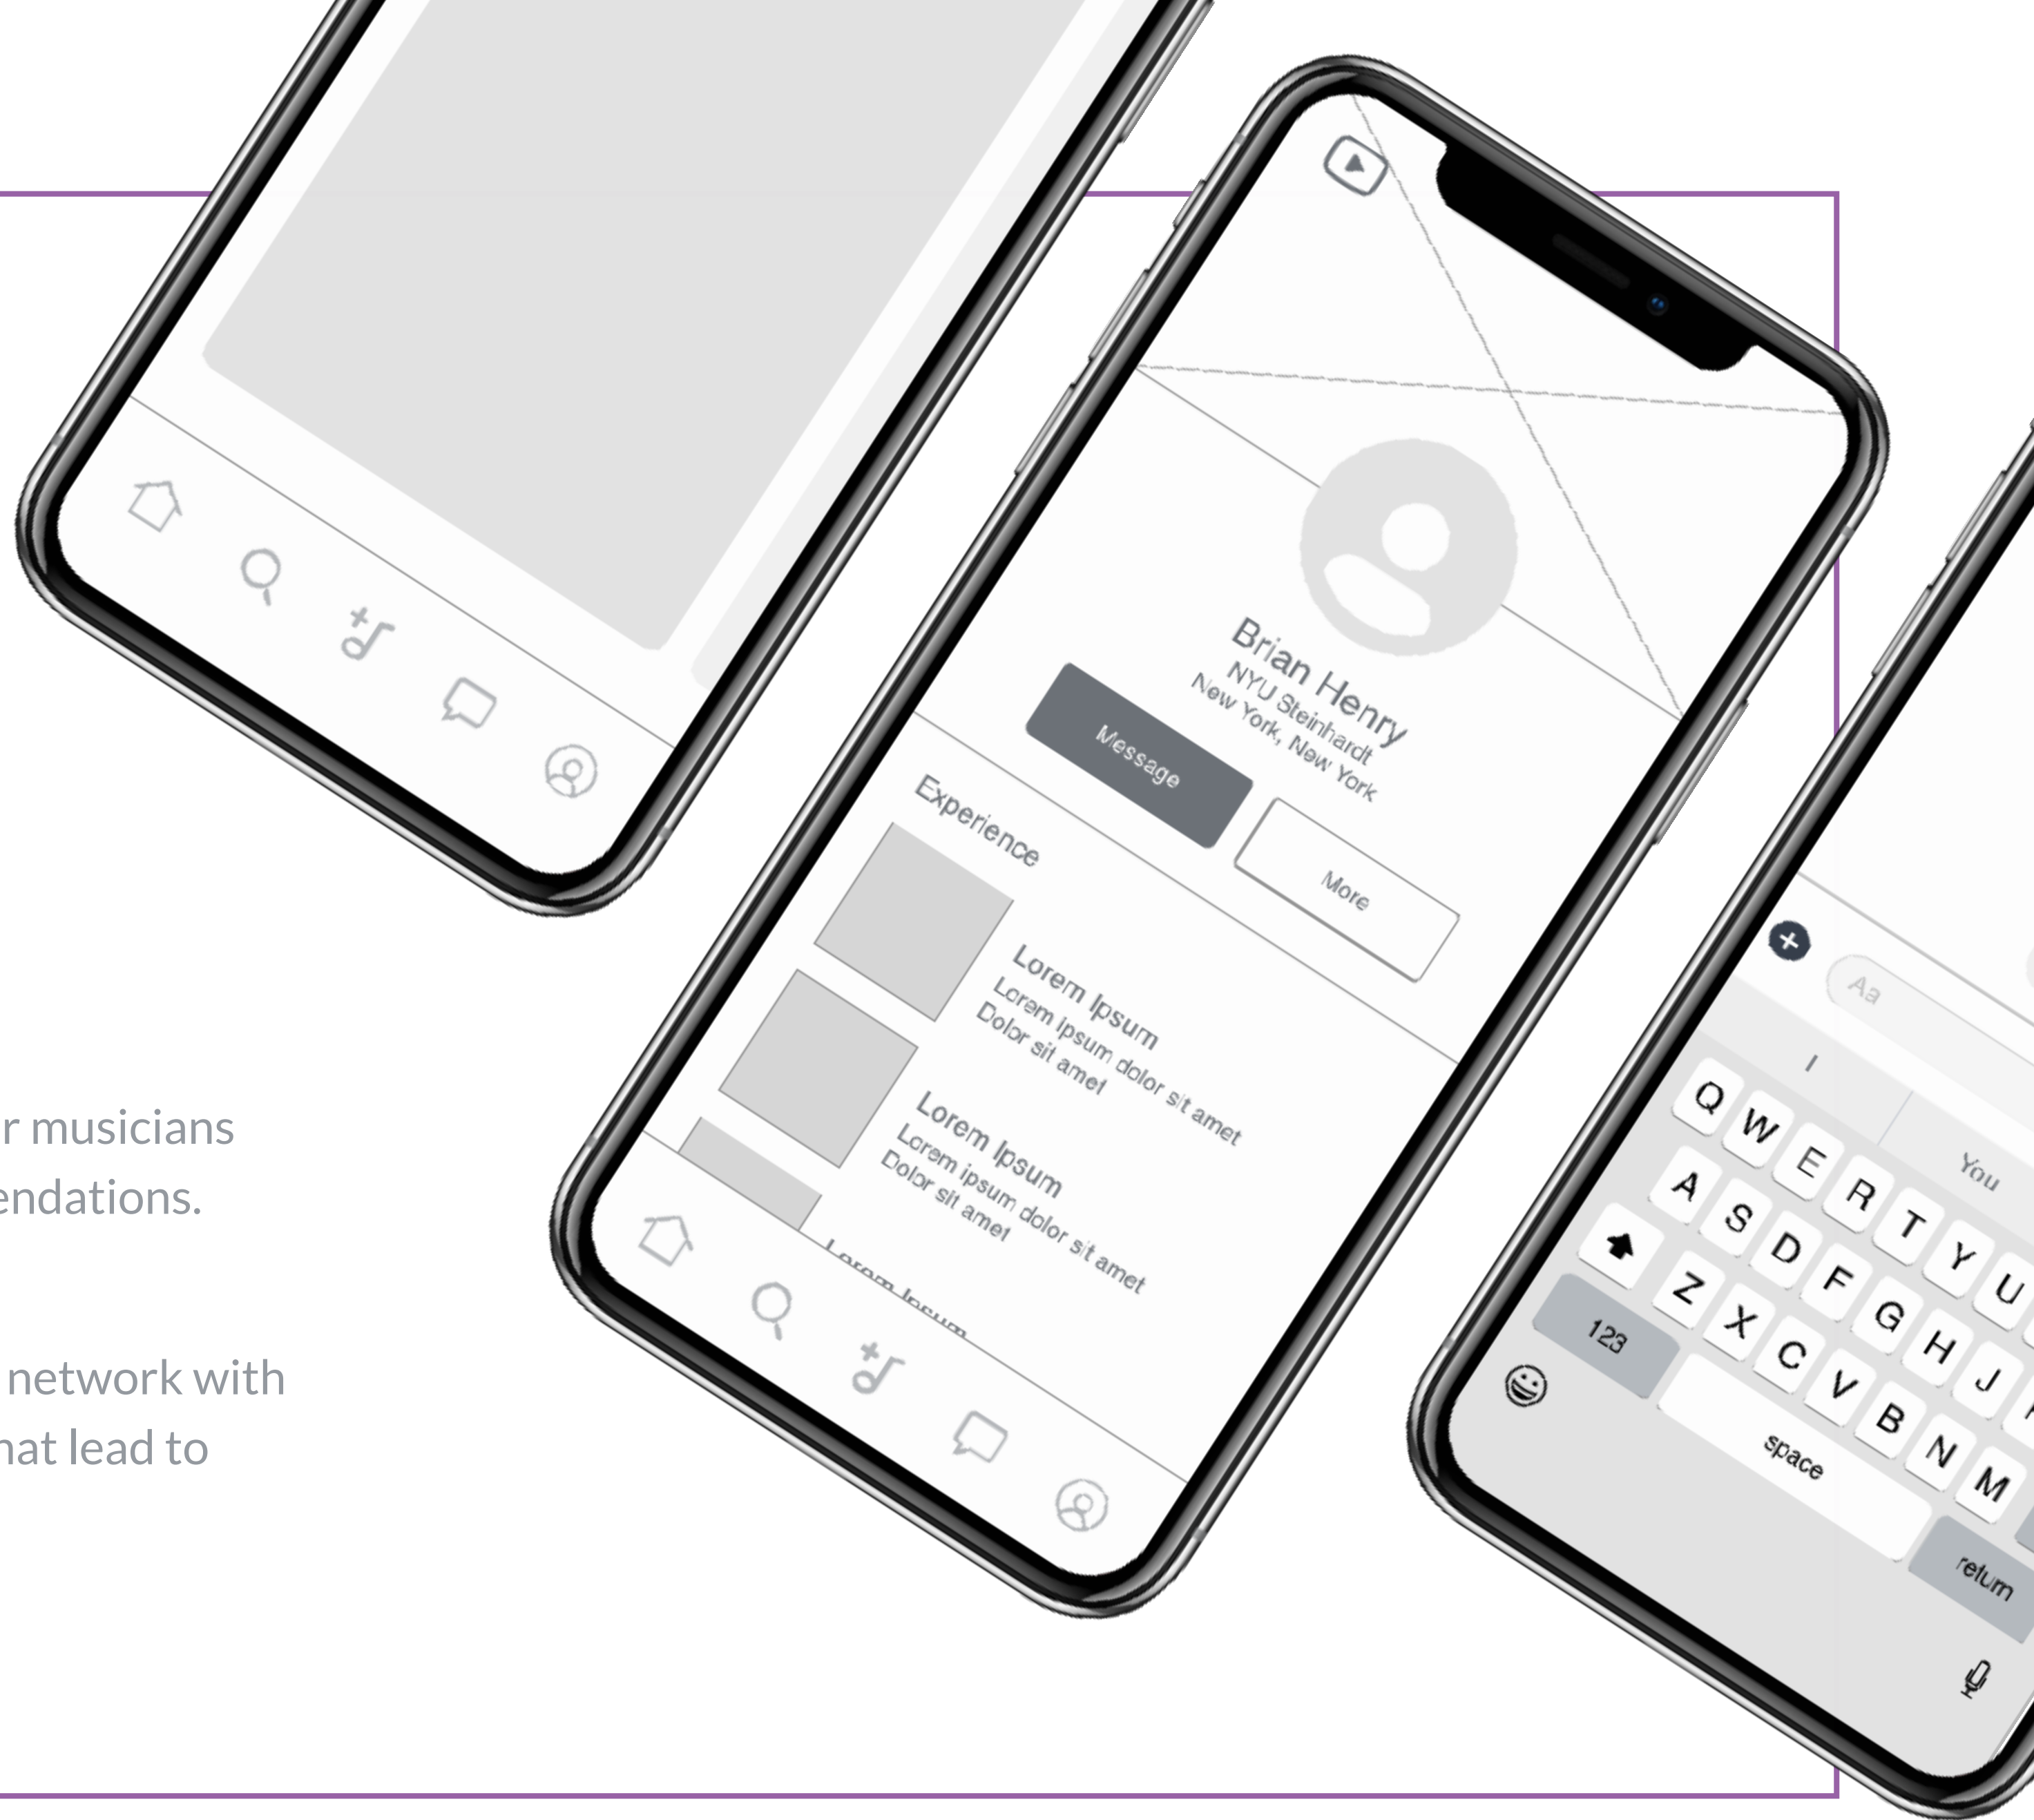 r musicians
endations.
network with
hat lead to
Brian Henry
NYU Steinhardt
New York, New York
Message
More
Experience
Lorem Ipsum
Lorem ipsum dolor sit amet
Dolor sit amet
Lorem Ipsum
Lorem ipsum dolor sit amet
Dolor sit amet
Lorem Ipsum
Aa
I
You
Q W E R T Y U
A S D F G H J
Z X C V B N M
123
space
return